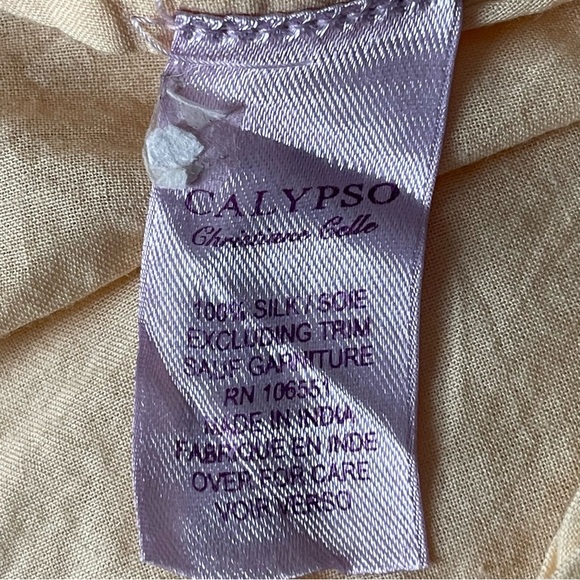 CALYPSO
Christiane Celle
100% SILK / SOIE
EXCLUDING TRIM
SAUF GARNITURE
RN 106551
MADE IN INDIA
FABRIQUE EN INDE
OVER FOR CARE
VOIR VERSO